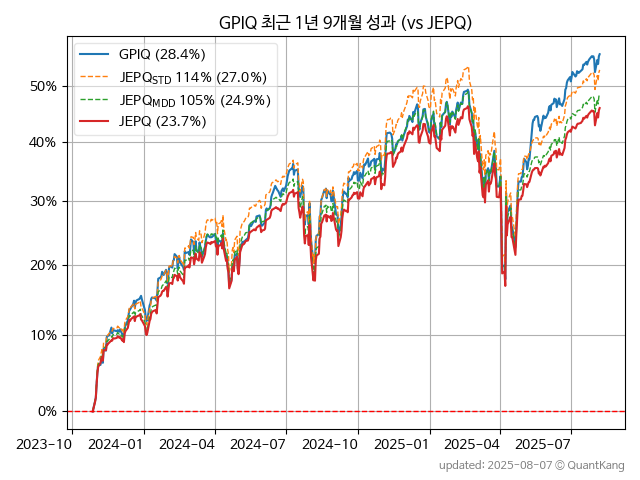 GPIQ 최근 1년 9개월 성과 (vs JEPQ)
GPIQ (28.4%)
JEPQSTD 114% (27.0%)
JEPQMDD 105% (24.9%)
JEPQ (23.7%)
50%
40%
30%
20%
10%
0%
2023-10 2024-01 2024-04 2024-07 2024-10 2025-01 2025-04 2025-07
updated: 2025-08-07 © QuantKang